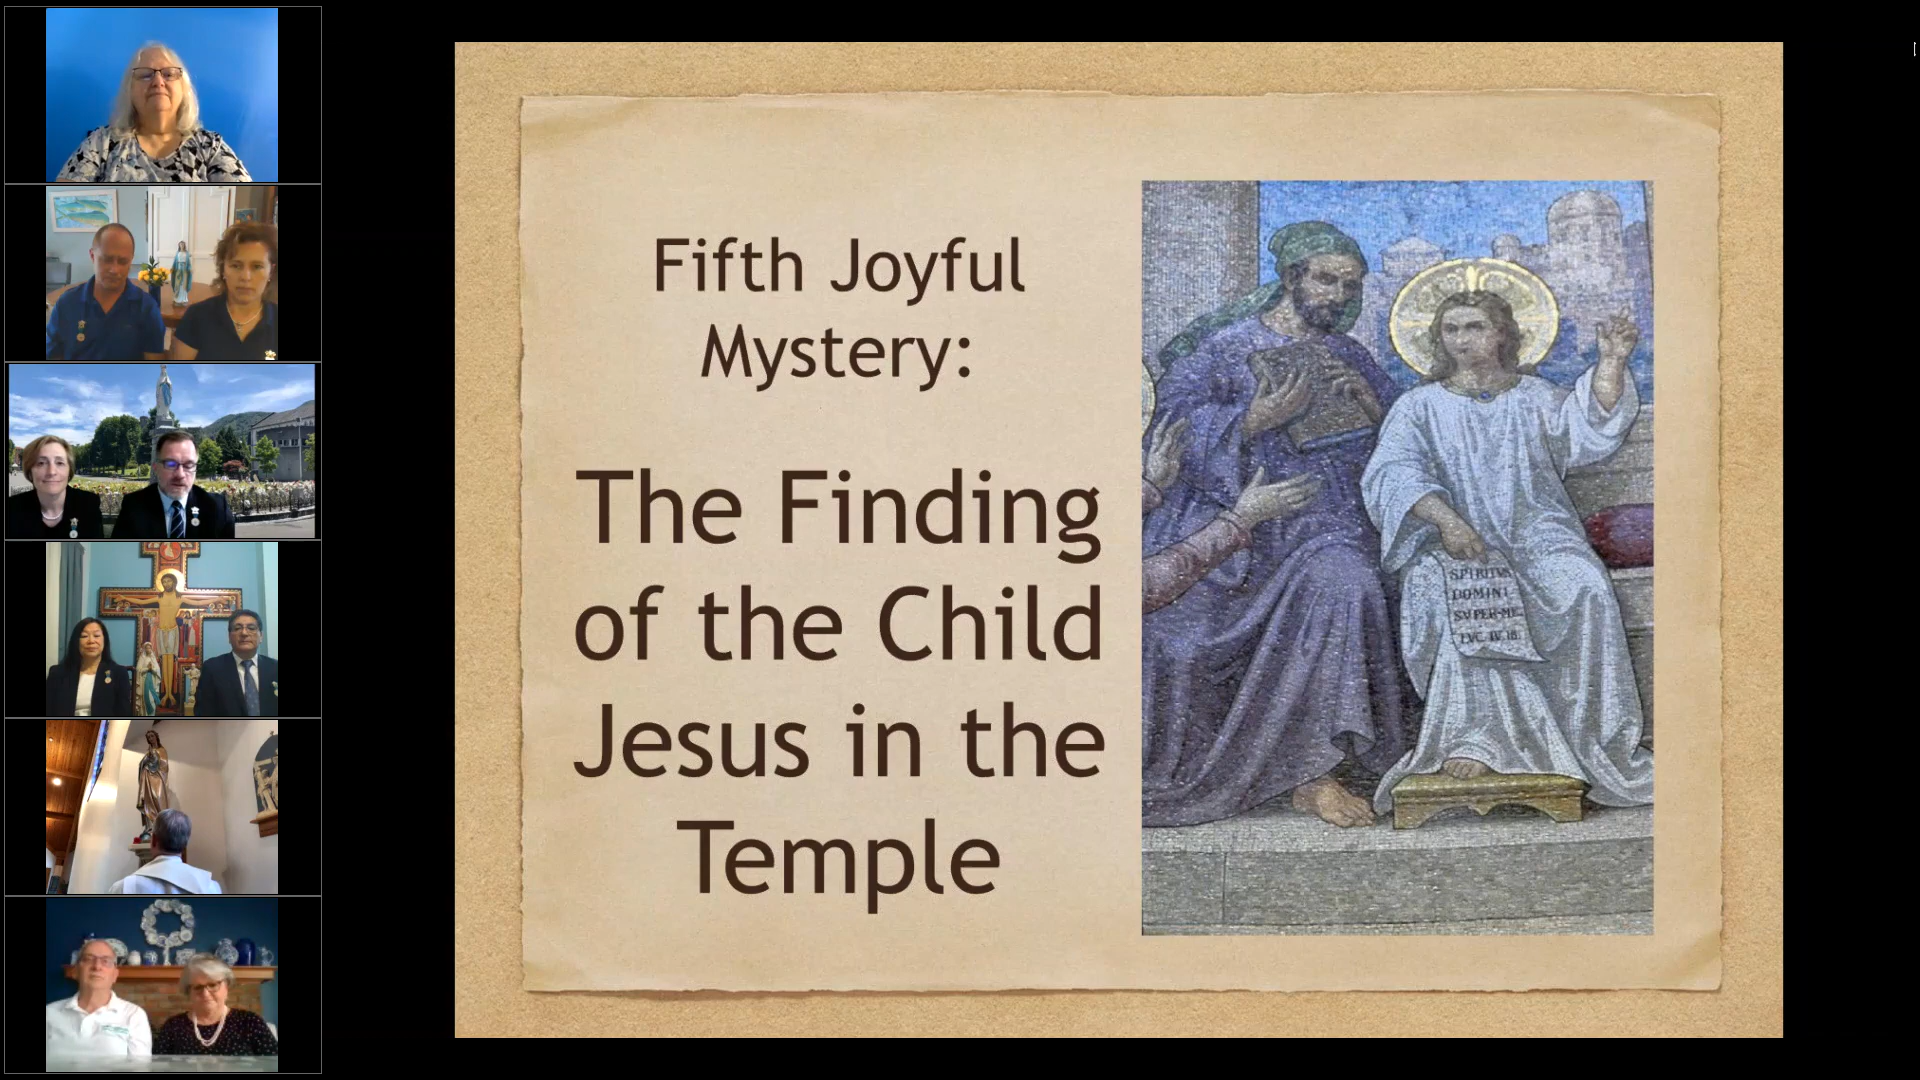 Fifth Joyful
Mystery:
The Finding
of the Child
Jesus in the
Temple
SPIRITVS
DOMINI
SVPER·ME
LVC. IV. 18.